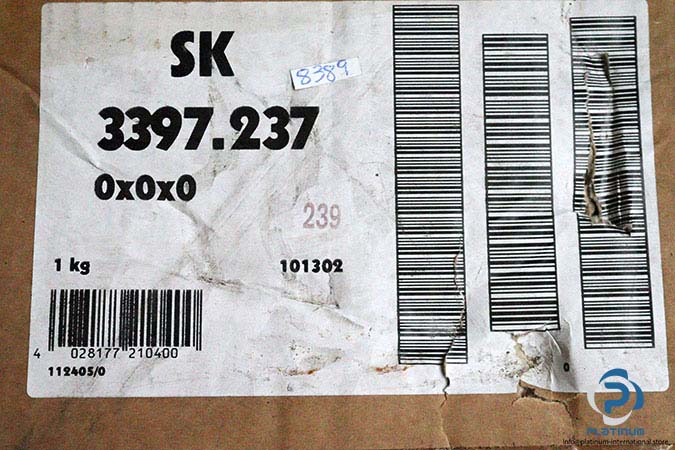 SK
8389
3397.237
0x0x0
239
1 kg 101302
4 028177 210400
112405/0
0
PLATINUM
info@platinum-international.store